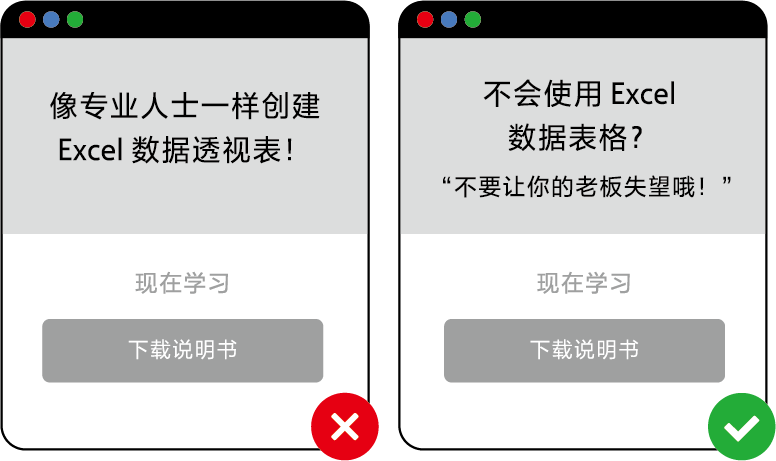 像专业人士一样创建
Excel 数据透视表！
现在学习
下载说明书
不会使用 Excel
数据表格？
“不要让你的老板失望哦！”
现在学习
下载说明书